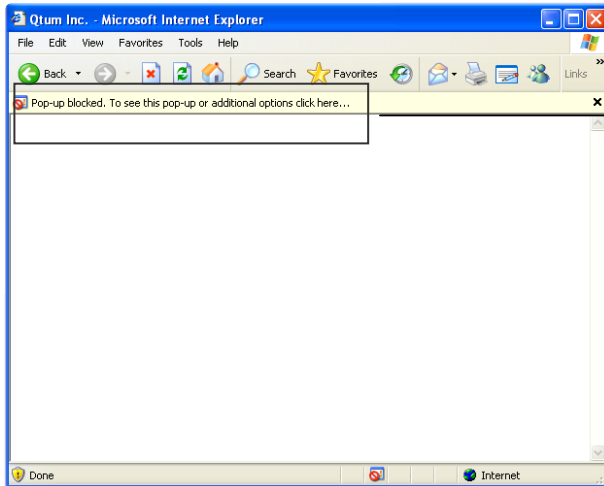 Qtum Inc. - Microsoft Internet Explorer
File Edit View Favorites Tools Help
Back Search Favorites Links »
Pop-up blocked. To see this pop-up or additional options click here...
Done Internet